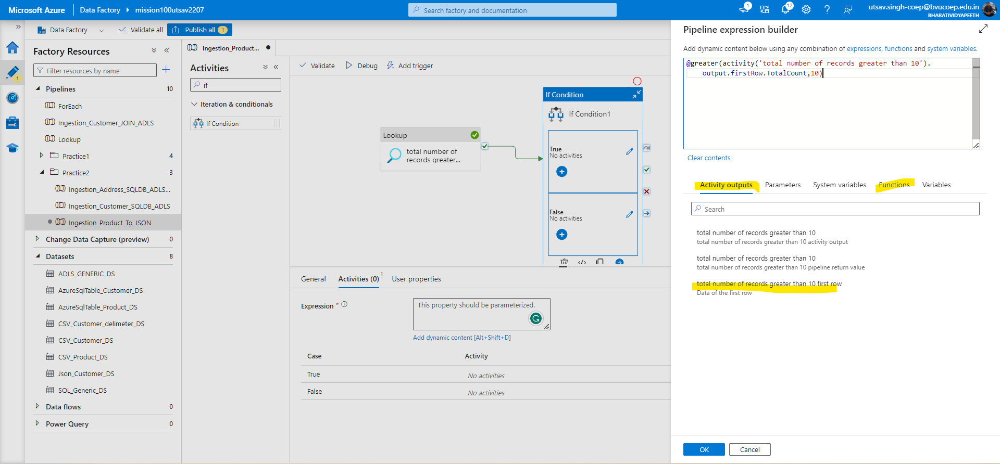 Microsoft Azure
Data Factory
mission100utsav2207
Search factory and documentation
1
12
utsav.singh-coep@bvucoep.edu.in
BHARATIVIDYAPEETH
Data Factory
Validate all
Publish all 1
1
Factory Resources
Filter resources by name
Pipelines 10
ForEach
Ingestion_Customer_JOIN_ADLS
Lookup
Practice1 4
Practice2 3
Ingestion_Address_SQLDB_ADLS...
Ingestion_Customer_SQLDB_ADLS
Ingestion_Product_To_JSON
Change Data Capture (preview) 0
Datasets 8
ADLS_GENERIC_DS
AzureSqlTable_Customer_DS
AzureSqlTable_Product_DS
CSV_Customer_delimeter_DS
CSV_Customer_DS
CSV_Product_DS
Json_Customer_DS
SQL_Generic_DS
Data flows 0
Power Query 0
Ingestion_Product...
Activities
if
Iteration & conditionals
If Condition
Validate
Debug
Add trigger
Lookup
total number of
records greater...
If Condition
If Condition1
True
No activities
False
No activities
General
Activities (0) 1
User properties
Expression *
This property should be parameterized.
Add dynamic content [Alt+Shift+D]
Case Activity
True No activities
False No activities
Pipeline expression builder
Add dynamic content below using any combination of expressions, functions and system variables.
@greater(activity('total number of records greater than 10').
output.firstRow.TotalCount,10)
Clear contents
Activity outputs
Parameters
System variables
Functions
Variables
Search
total number of records greater than 10
total number of records greater than 10 activity output
total number of records greater than 10
total number of records greater than 10 pipeline return value
total number of records greater than 10 first row
Data of the first row
OK
Cancel